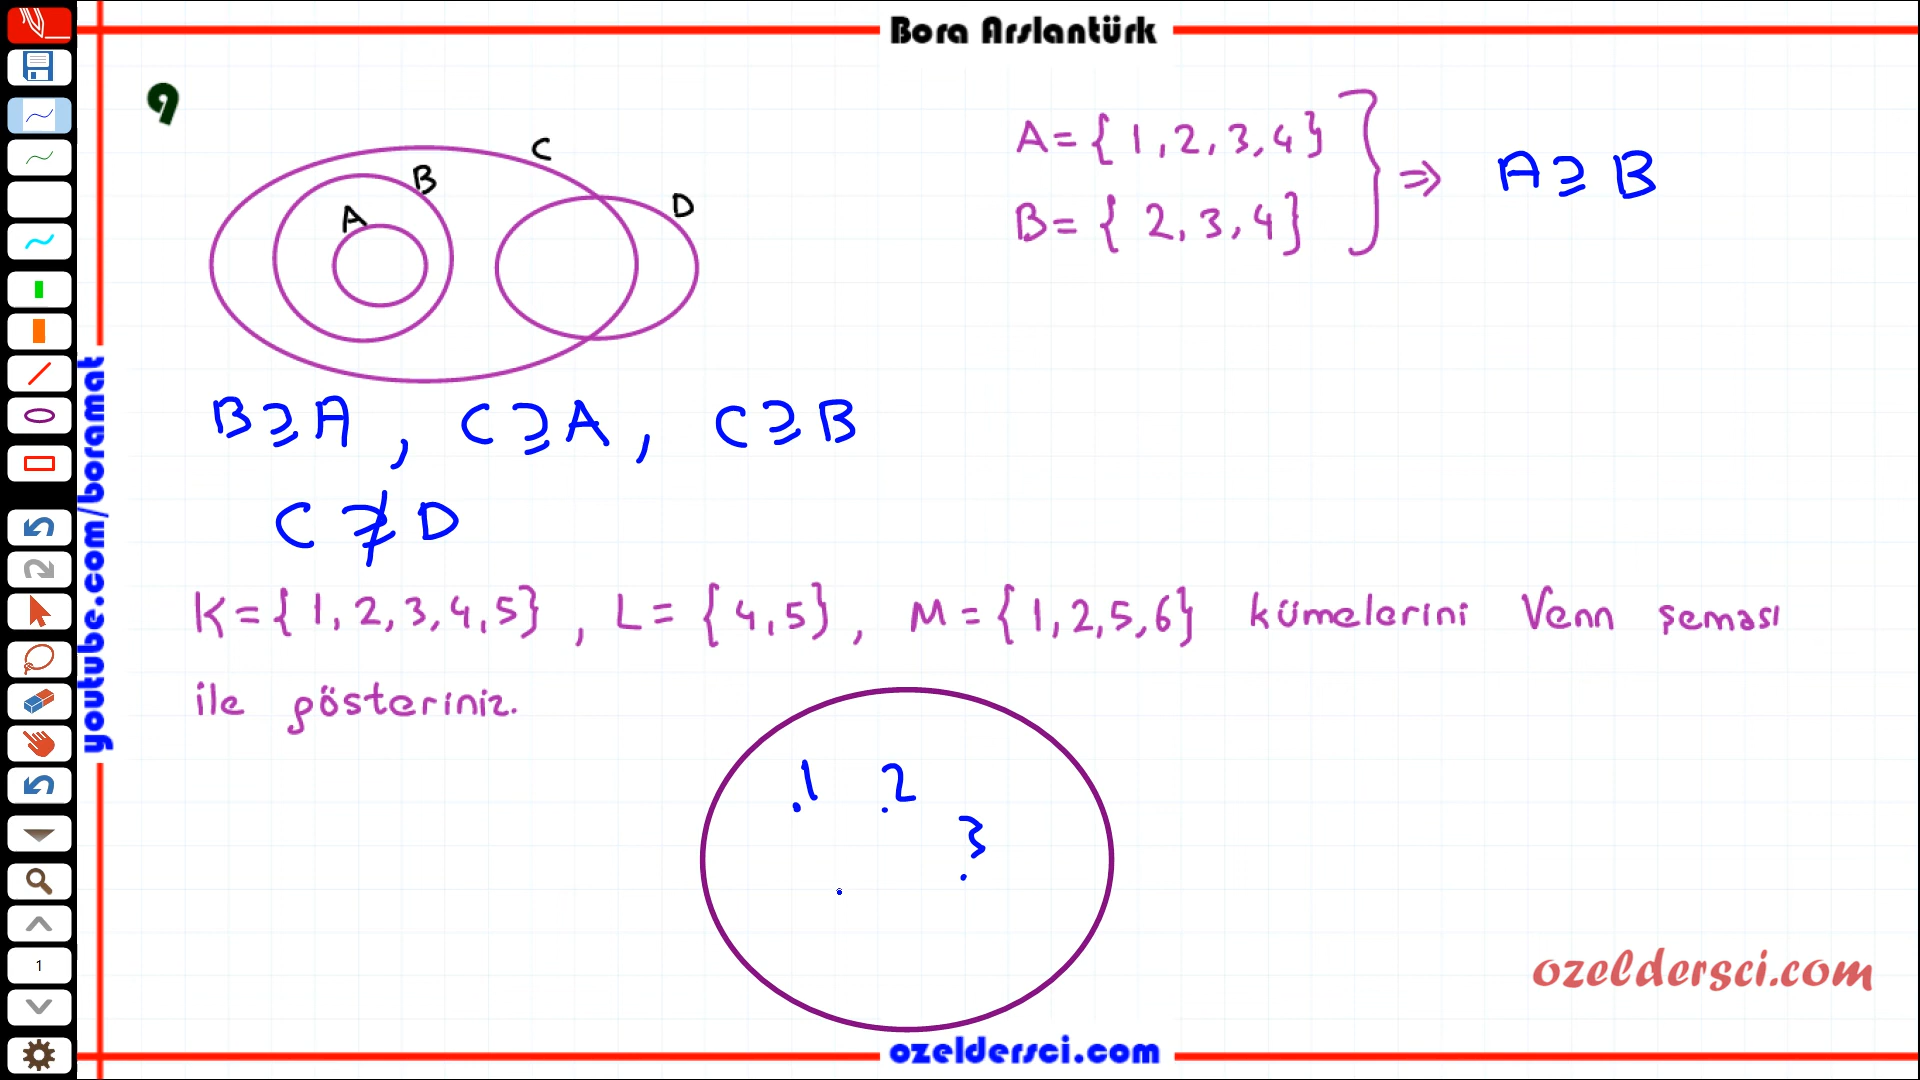 Bora Arslantürk
9
C
B
A
D
A = { 1, 2, 3, 4 }
B = { 2, 3, 4 }
⇒ A ⊇ B
B ⊇ A , C ⊇ A , C ⊇ B
C ⊉ D
K = { 1, 2, 3, 4, 5 } , L = { 4, 5 } , M = { 1, 2, 5, 6 } kümelerini Venn şeması
ile gösteriniz.
.1 .2
.3
youtube.com/boramat
1
ozeldersci.com
ozeldersci.com